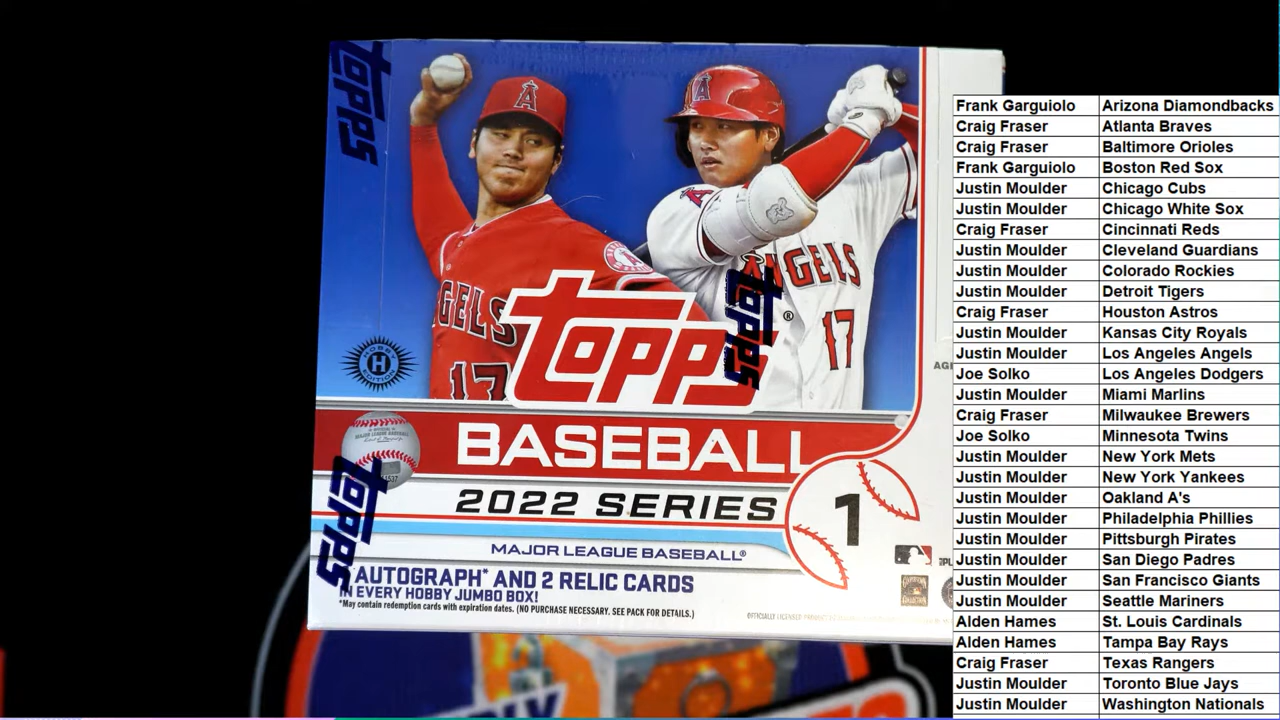 topps
A
A
ANGELS
17
GELS
17
topps
topps
®
HOBBY
H
EDITION
BASEBALL
2022 SERIES
1
MAJOR LEAGUE BASEBALL®
topps
AUTOGRAPH* AND 2 RELIC CARDS
IN EVERY HOBBY JUMBO BOX!
*May contain redemption cards with expiration dates. (NO PURCHASE NECESSARY. SEE PACK FOR DETAILS.)
Frank Garguiolo Arizona Diamondbacks
Craig Fraser Atlanta Braves
Craig Fraser Baltimore Orioles
Frank Garguiolo Boston Red Sox
Justin Moulder Chicago Cubs
Justin Moulder Chicago White Sox
Craig Fraser Cincinnati Reds
Justin Moulder Cleveland Guardians
Justin Moulder Colorado Rockies
Justin Moulder Detroit Tigers
Craig Fraser Houston Astros
Justin Moulder Kansas City Royals
Justin Moulder Los Angeles Angels
Joe Solko Los Angeles Dodgers
Justin Moulder Miami Marlins
Craig Fraser Milwaukee Brewers
Joe Solko Minnesota Twins
Justin Moulder New York Mets
Justin Moulder New York Yankees
Justin Moulder Oakland A's
Justin Moulder Philadelphia Phillies
Justin Moulder Pittsburgh Pirates
Justin Moulder San Diego Padres
Justin Moulder San Francisco Giants
Justin Moulder Seattle Mariners
Alden Hames St. Louis Cardinals
Alden Hames Tampa Bay Rays
Craig Fraser Texas Rangers
Justin Moulder Toronto Blue Jays
Justin Moulder Washington Nationals